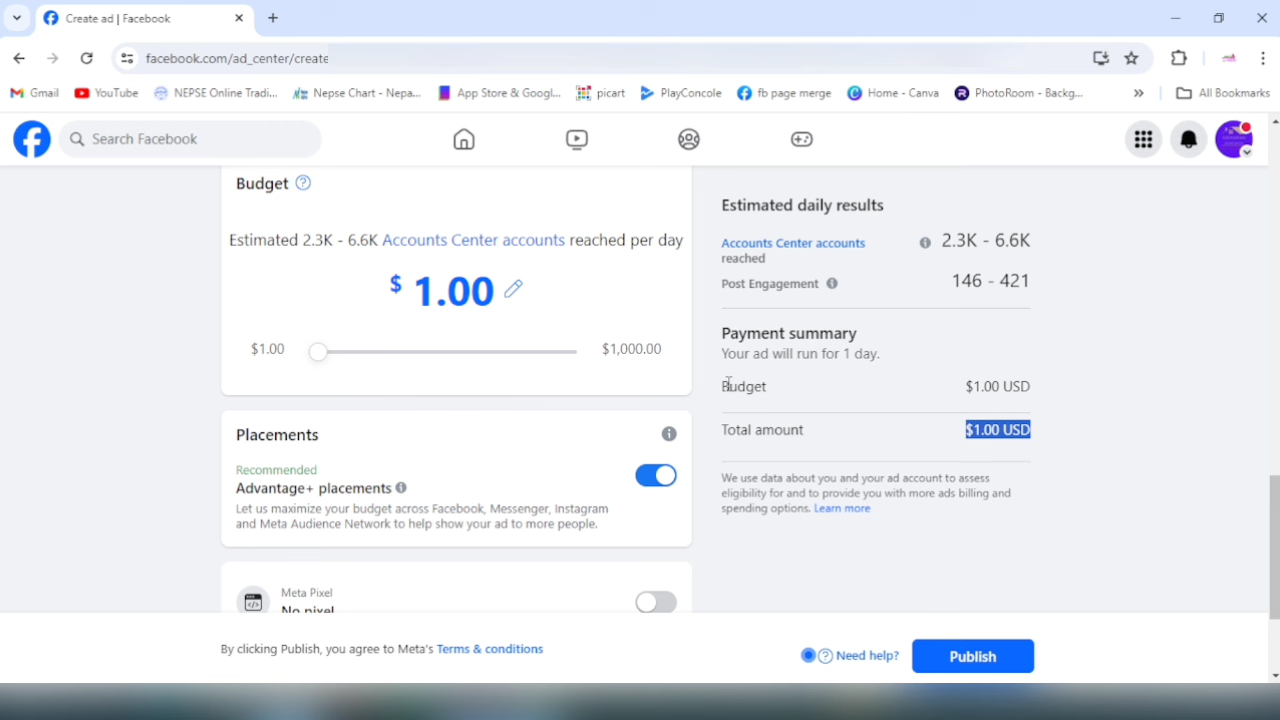 Create ad | Facebook
facebook.com/ad_center/create
Gmail
YouTube
NEPSE Online Tradi...
Nepse Chart - Nepa...
App Store & Googl...
picart
PlayConcole
fb page merge
Home - Canva
PhotoRoom - Backg...
»
All Bookmarks
Search Facebook
Budget
Estimated 2.3K - 6.6K Accounts Center accounts reached per day
$ 1.00
$1.00
$1,000.00
Placements
Recommended
Advantage+ placements
Let us maximize your budget across Facebook, Messenger, Instagram
and Meta Audience Network to help show your ad to more people.
Meta Pixel
No pixel
Estimated daily results
Accounts Center accounts
reached
2.3K - 6.6K
Post Engagement
146 - 421
Payment summary
Your ad will run for 1 day.
Budget $1.00 USD
Total amount $1.00 USD
We use data about you and your ad account to assess
eligibility for and to provide you with more ads billing and
spending options. Learn more
By clicking Publish, you agree to Meta's Terms & conditions
Need help?
Publish